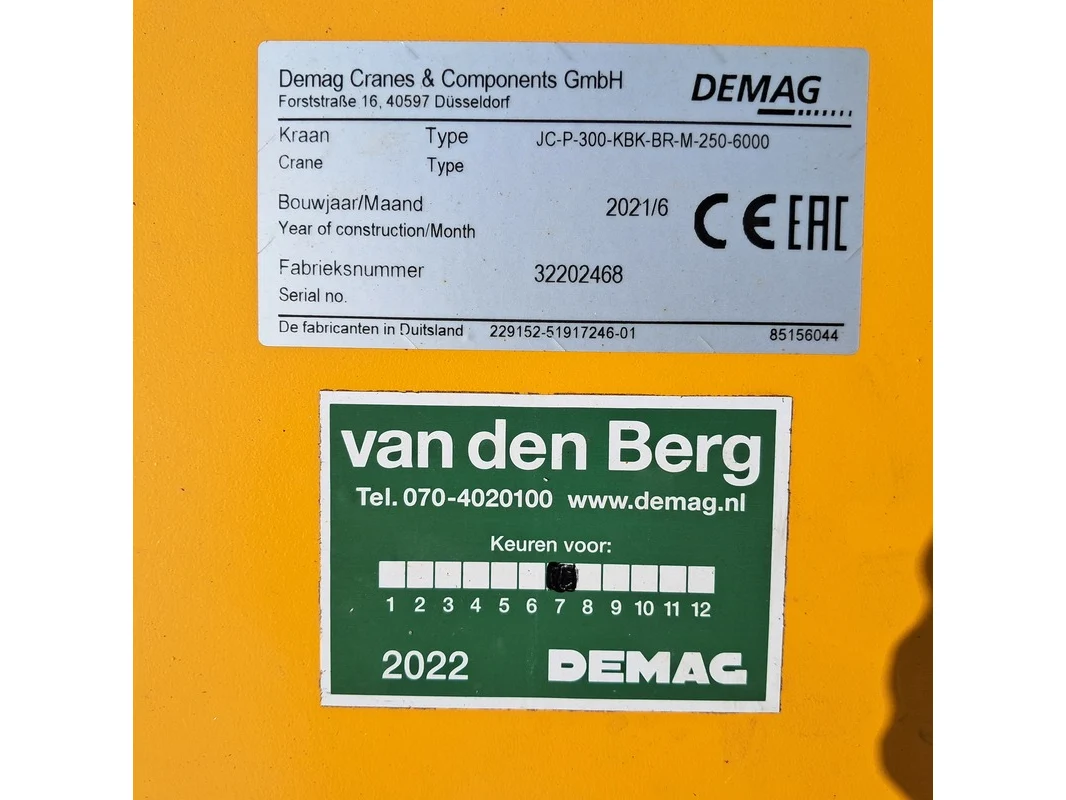 Demag Cranes & Components GmbH
Forststraße 16, 40597 Düsseldorf
DEMAG
Kraan Type JC-P-300-KBK-BR-M-250-6000
Crane Type
Bouwjaar/Maand 2021/6
Year of construction/Month
CE EAC
Fabrieksnummer 32202468
Serial no.
De fabricanten in Duitsland 229152-51917246-01 85156044
van den Berg
Tel. 070-4020100 www.demag.nl
Keuren voor:
1 2 3 4 5 6 7 8 9 10 11 12
2022 DEMAG